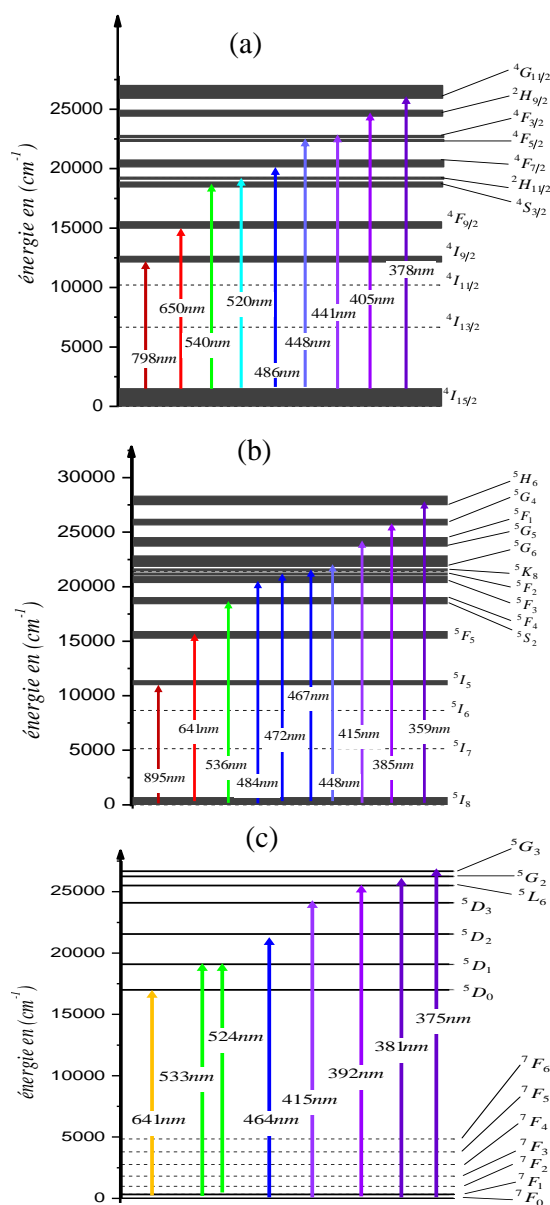 (a)
énergie en (cm⁻¹)
25000
20000
15000
10000
5000
0
⁴G₁₁/₂
²H₉/₂
⁴F₃/₂
⁴F₅/₂
⁴F₇/₂
²H₁₁/₂
⁴S₃/₂
⁴F₉/₂
⁴I₉/₂
⁴I₁₁/₂
⁴I₁₃/₂
⁴I₁₅/₂
798nm
650nm
540nm
520nm
486nm
448nm
441nm
405nm
378nm
(b)
énergie en (cm⁻¹)
30000
25000
20000
15000
10000
5000
0
⁵H₆
⁵G₄
⁵F₁
⁵G₅
⁵G₆
⁵K₈
⁵F₂
⁵F₃
⁵F₄
⁵S₂
⁵F₅
⁵I₅
⁵I₆
⁵I₇
⁵I₈
895nm
641nm
536nm
484nm
472nm
467nm
448nm
415nm
385nm
359nm
(c)
énergie en (cm⁻¹)
25000
20000
15000
10000
5000
0
⁵G₃
⁵G₂
⁵L₆
⁵D₃
⁵D₂
⁵D₁
⁵D₀
⁷F₆
⁷F₅
⁷F₄
⁷F₃
⁷F₂
⁷F₁
⁷F₀
641nm
533nm
524nm
464nm
415nm
392nm
381nm
375nm